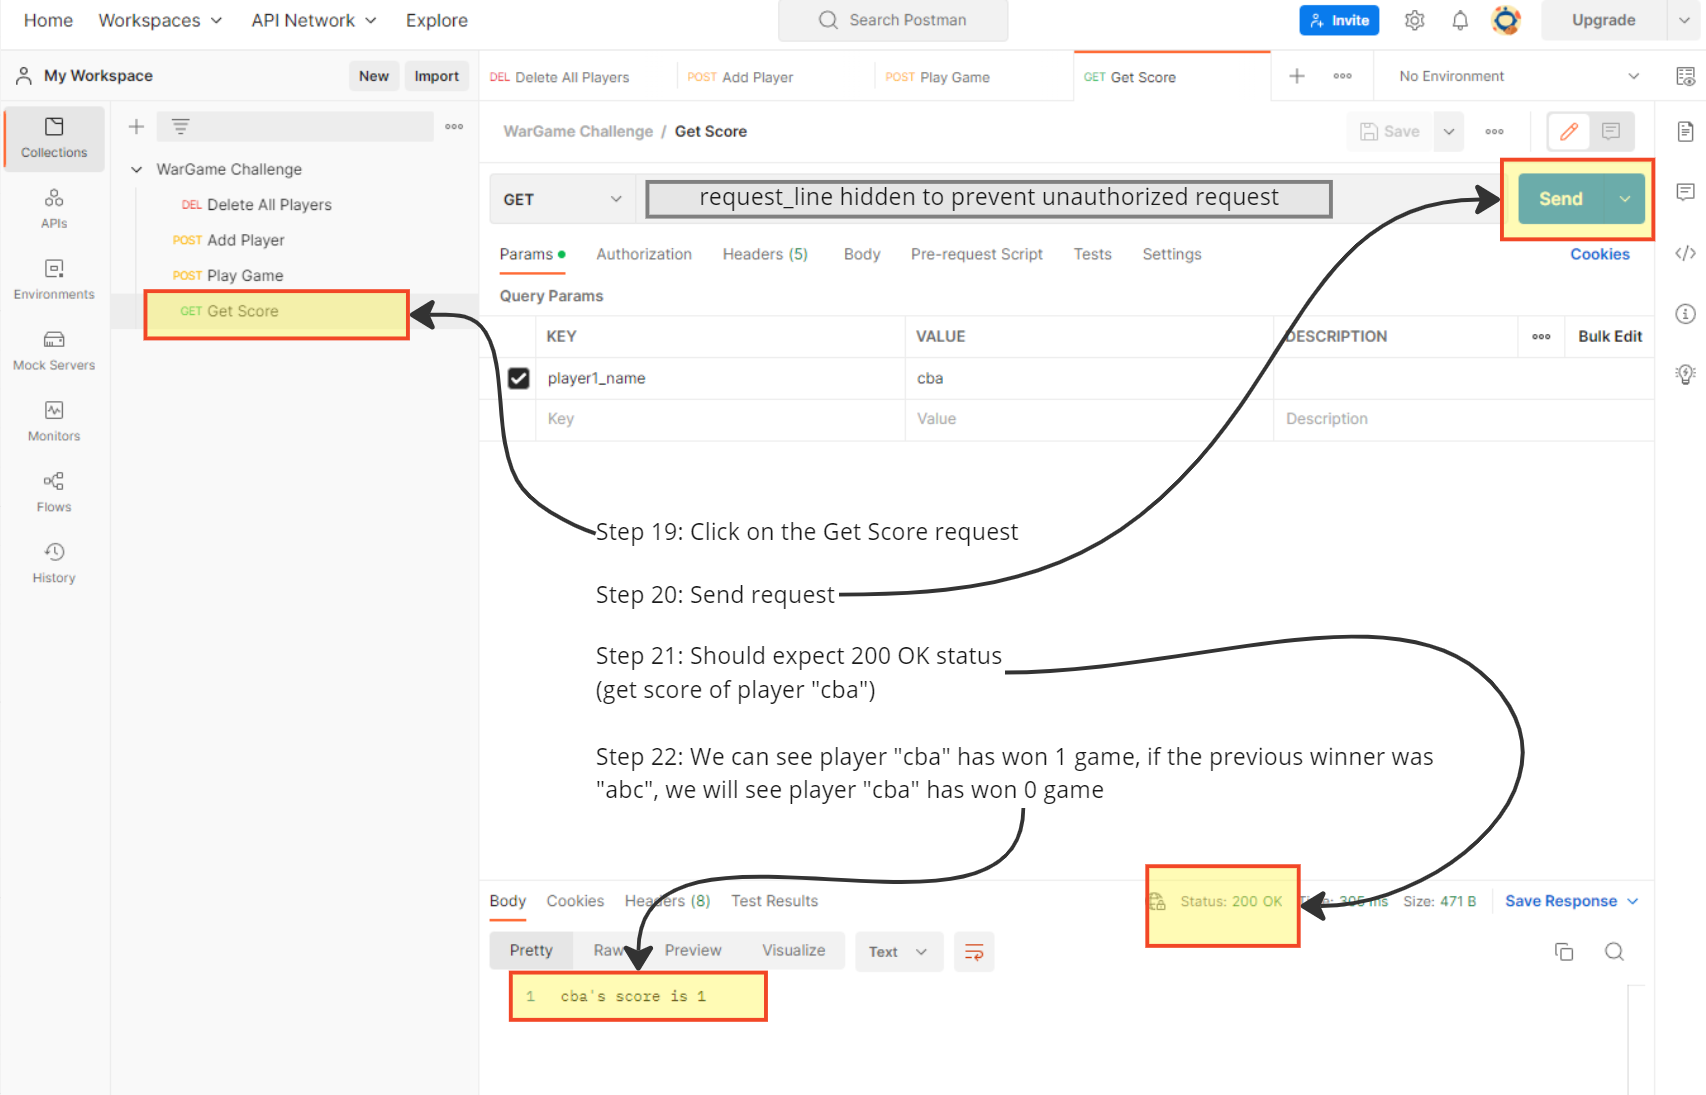 Home Workspaces API Network Explore Search Postman Invite Upgrade
My Workspace New Import DEL Delete All Players POST Add Player POST Play Game GET Get Score No Environment
Collections
WarGame Challenge / Get Score Save
WarGame Challenge
DEL Delete All Players
POST Add Player
POST Play Game
GET Get Score
APIs
Environments
Mock Servers
Monitors
Flows
History
GET request_line hidden to prevent unauthorized request Send
Params Authorization Headers (5) Body Pre-request Script Tests Settings Cookies
Query Params
KEY VALUE DESCRIPTION Bulk Edit
player1_name cba
Key Value Description
Step 19: Click on the Get Score request
Step 20: Send request
Step 21: Should expect 200 OK status
(get score of player "cba")
Step 22: We can see player "cba" has won 1 game, if the previous winner was
"abc", we will see player "cba" has won 0 game
Body Cookies Headers (8) Test Results Status: 200 OK 305 ms Size: 471 B Save Response
Pretty Raw Preview Visualize Text
1 cba's score is 1